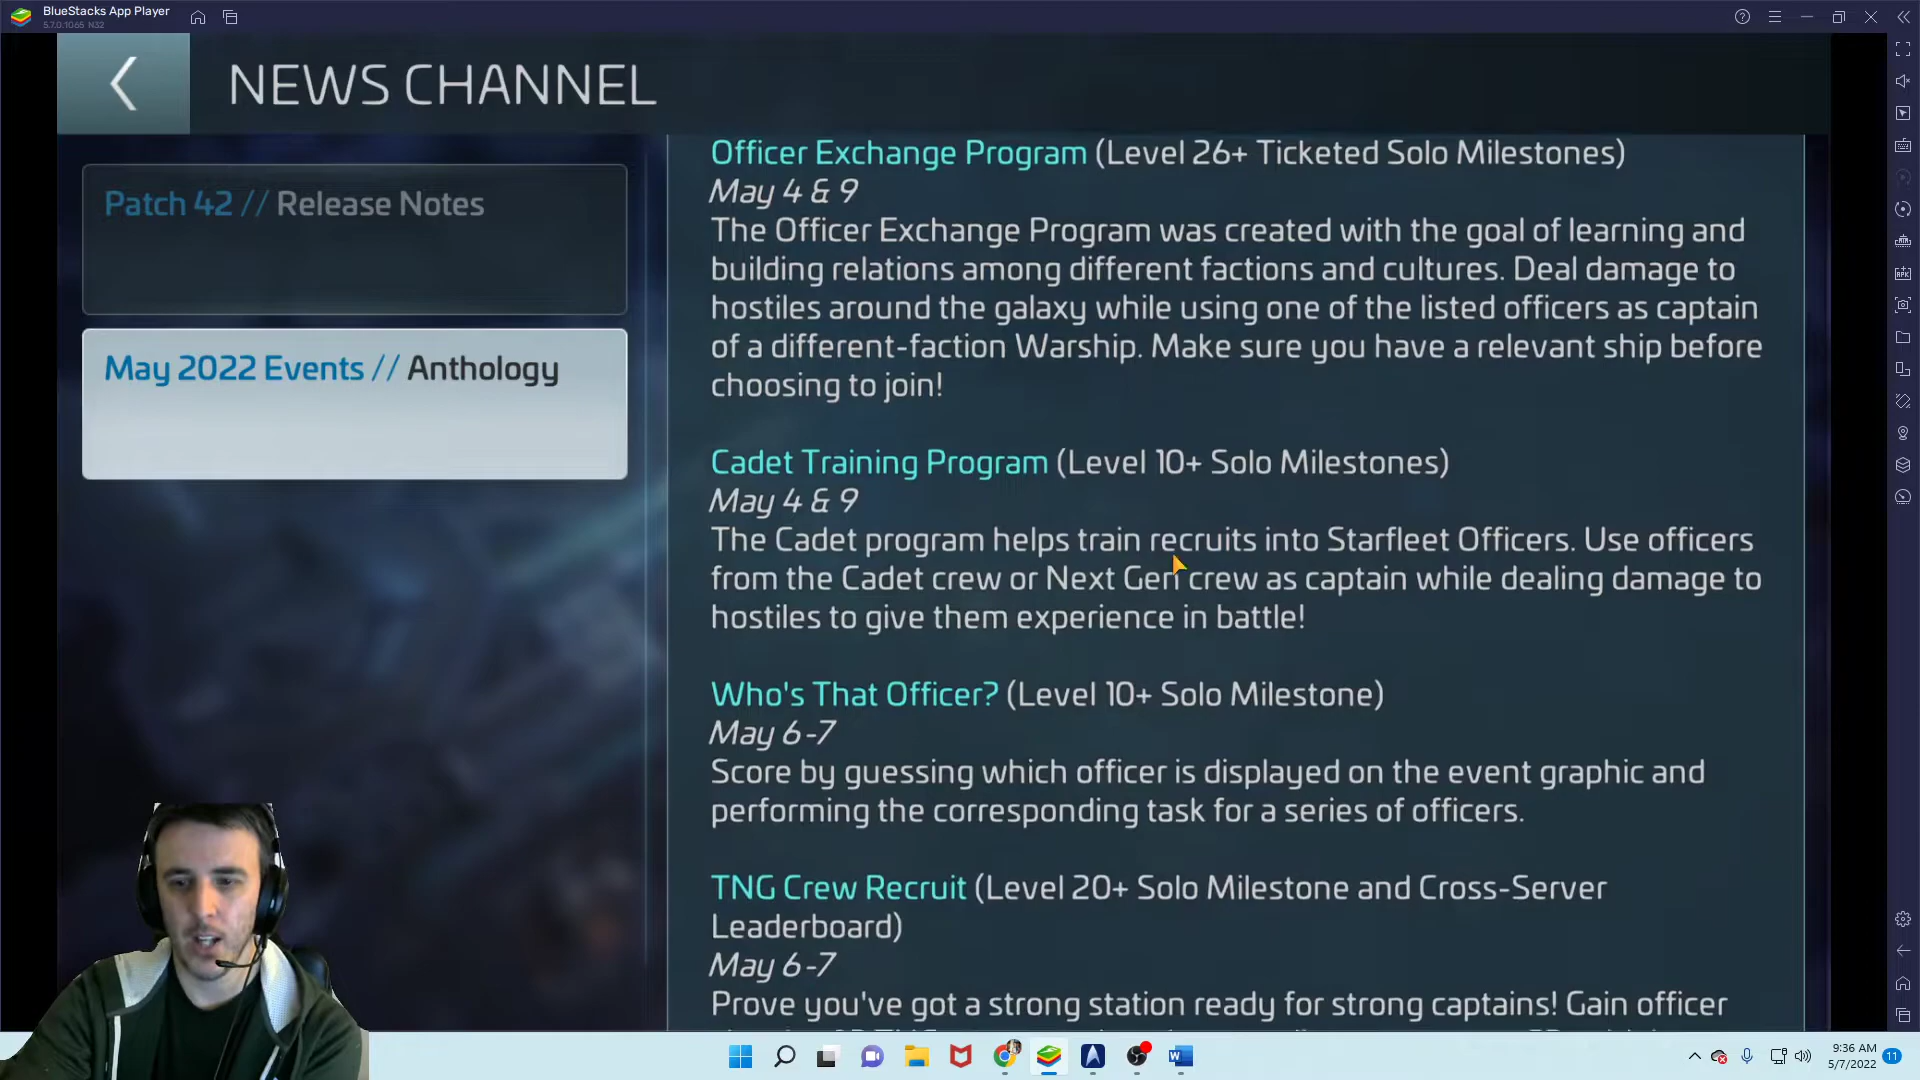 BlueStacks App Player
5.7.0.1065 N32
NEWS CHANNEL
Patch 42 // Release Notes
May 2022 Events // Anthology
Officer Exchange Program (Level 26+ Ticketed Solo Milestones)
May 4 & 9
The Officer Exchange Program was created with the goal of learning and
building relations among different factions and cultures. Deal damage to
hostiles around the galaxy while using one of the listed officers as captain
of a different-faction Warship. Make sure you have a relevant ship before
choosing to join!
Cadet Training Program (Level 10+ Solo Milestones)
May 4 & 9
The Cadet program helps train recruits into Starfleet Officers. Use officers
from the Cadet crew or Next Gen crew as captain while dealing damage to
hostiles to give them experience in battle!
Who's That Officer? (Level 10+ Solo Milestone)
May 6-7
Score by guessing which officer is displayed on the event graphic and
performing the corresponding task for a series of officers.
TNG Crew Recruit (Level 20+ Solo Milestone and Cross-Server
Leaderboard)
May 6-7
Prove you've got a strong station ready for strong captains! Gain officer
9:36 AM
5/7/2022
11